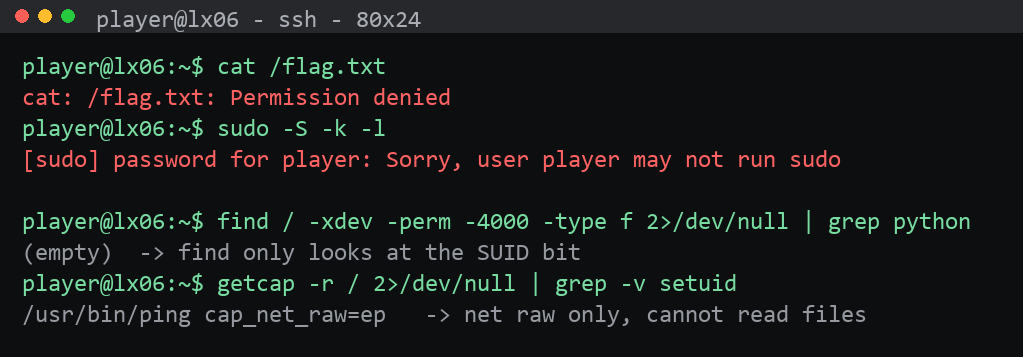 player@lx06 - ssh - 80x24
player@lx06:~$ cat /flag.txt
cat: /flag.txt: Permission denied
player@lx06:~$ sudo -S -k -l
[sudo] password for player: Sorry, user player may not run sudo
player@lx06:~$ find / -xdev -perm -4000 -type f 2>/dev/null | grep python
(empty)  -> find only looks at the SUID bit
player@lx06:~$ getcap -r / 2>/dev/null | grep -v setuid
/usr/bin/ping cap_net_raw=ep   -> net raw only, cannot read files